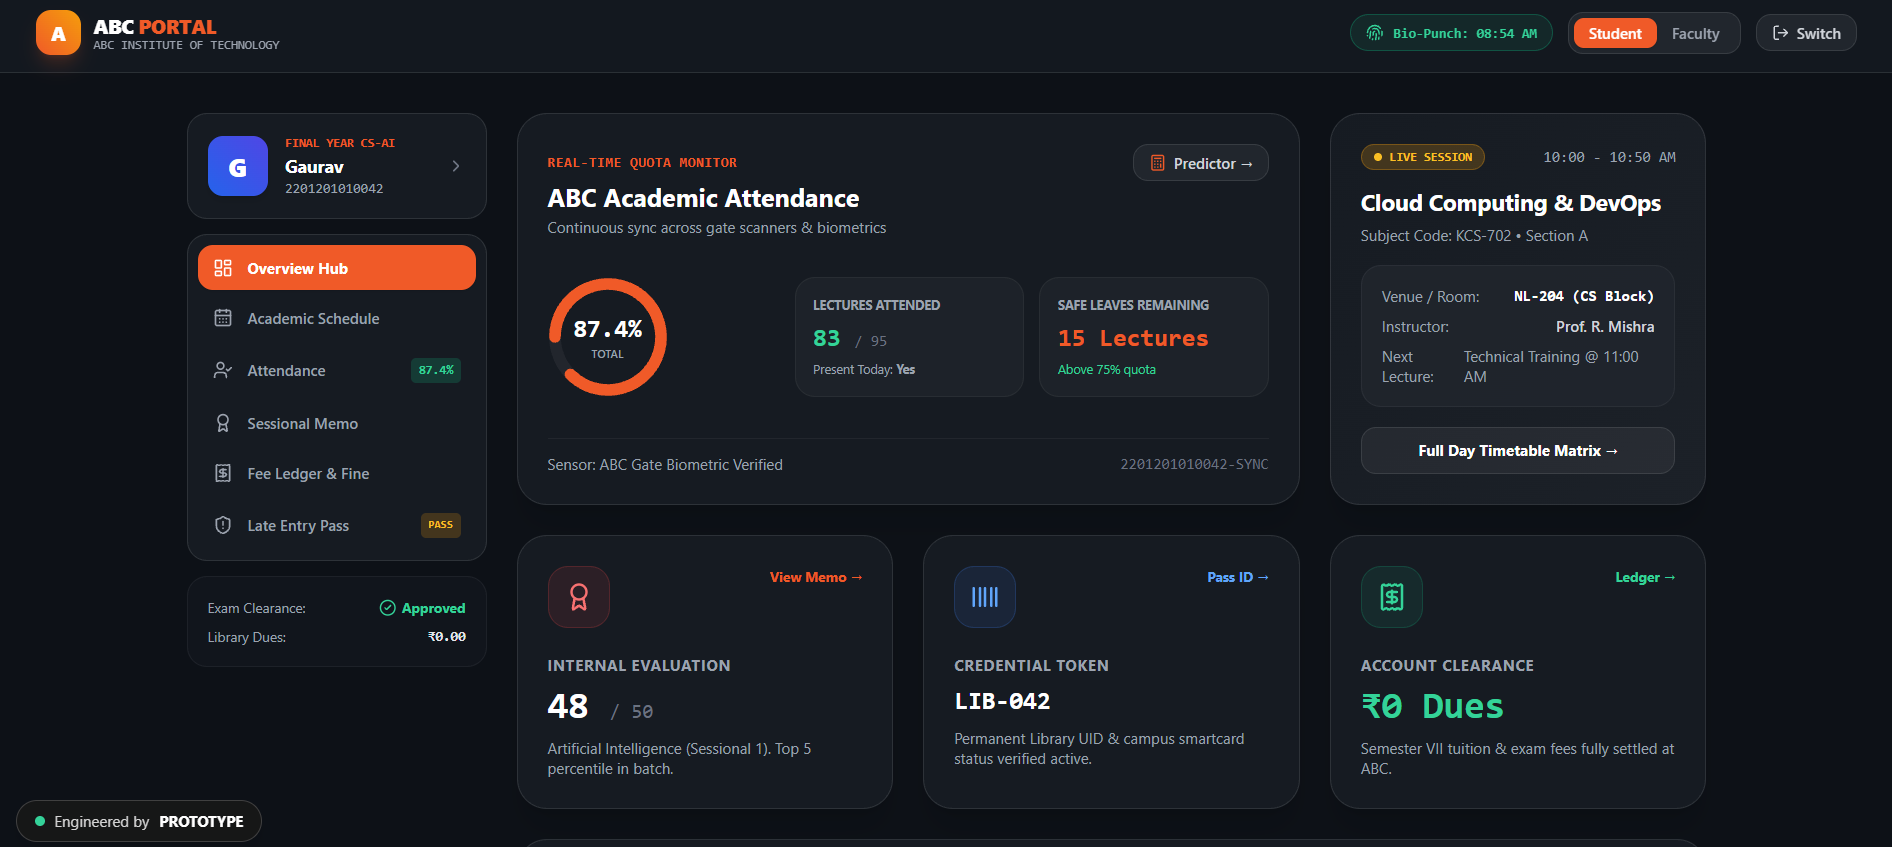 A
ABC PORTAL
ABC INSTITUTE OF TECHNOLOGY
Bio-Punch: 08:54 AM
Student
Faculty
Switch
G
FINAL YEAR CS-AI
Gaurav
2201201010042
Overview Hub
Academic Schedule
Attendance
87.4%
Sessional Memo
Fee Ledger & Fine
Late Entry Pass
PASS
Exam Clearance:
Approved
Library Dues:
₹0.00
REAL-TIME QUOTA MONITOR
Predictor →
ABC Academic Attendance
Continuous sync across gate scanners & biometrics
87.4%
TOTAL
LECTURES ATTENDED
83 / 95
Present Today: Yes
SAFE LEAVES REMAINING
15 Lectures
Above 75% quota
Sensor: ABC Gate Biometric Verified
2201201010042-SYNC
LIVE SESSION
10:00 - 10:50 AM
Cloud Computing & DevOps
Subject Code: KCS-702 • Section A
Venue / Room:
NL-204 (CS Block)
Instructor:
Prof. R. Mishra
Next
Lecture:
Technical Training @ 11:00
AM
Full Day Timetable Matrix →
View Memo →
INTERNAL EVALUATION
48 / 50
Artificial Intelligence (Sessional 1). Top 5
percentile in batch.
Pass ID →
CREDENTIAL TOKEN
LIB-042
Permanent Library UID & campus smartcard
status verified active.
Ledger →
ACCOUNT CLEARANCE
₹0 Dues
Semester VII tuition & exam fees fully settled at
ABC.
Engineered by PROTOTYPE